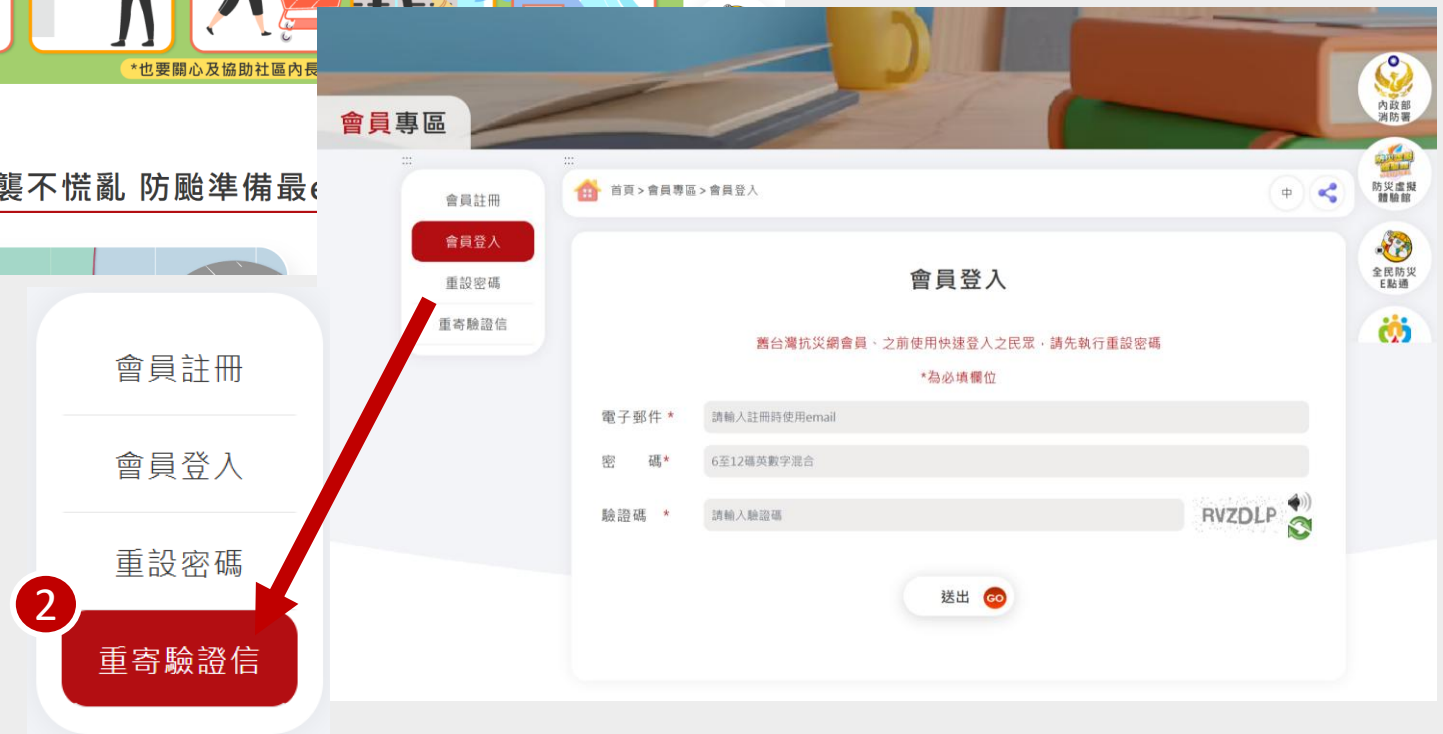 *也要關心及協助社區內長
襲不慌亂 防颱準備最
會員專區
內政部
消防署
防災虛擬
體驗館
全民防災
E點通
:::
會員註冊
會員登入
重設密碼
重寄驗證信
:::
首頁 > 會員專區 > 會員登入
中
會員登入
舊台灣抗災網會員、之前使用快速登入之民眾，請先執行重設密碼
*為必填欄位
電子郵件 * 請輸入註冊時使用email
密 碼* 6至12碼英數字混合
驗證碼 * 請輸入驗證碼 RVZDLP
送出 GO
會員註冊
會員登入
重設密碼
2
重寄驗證信